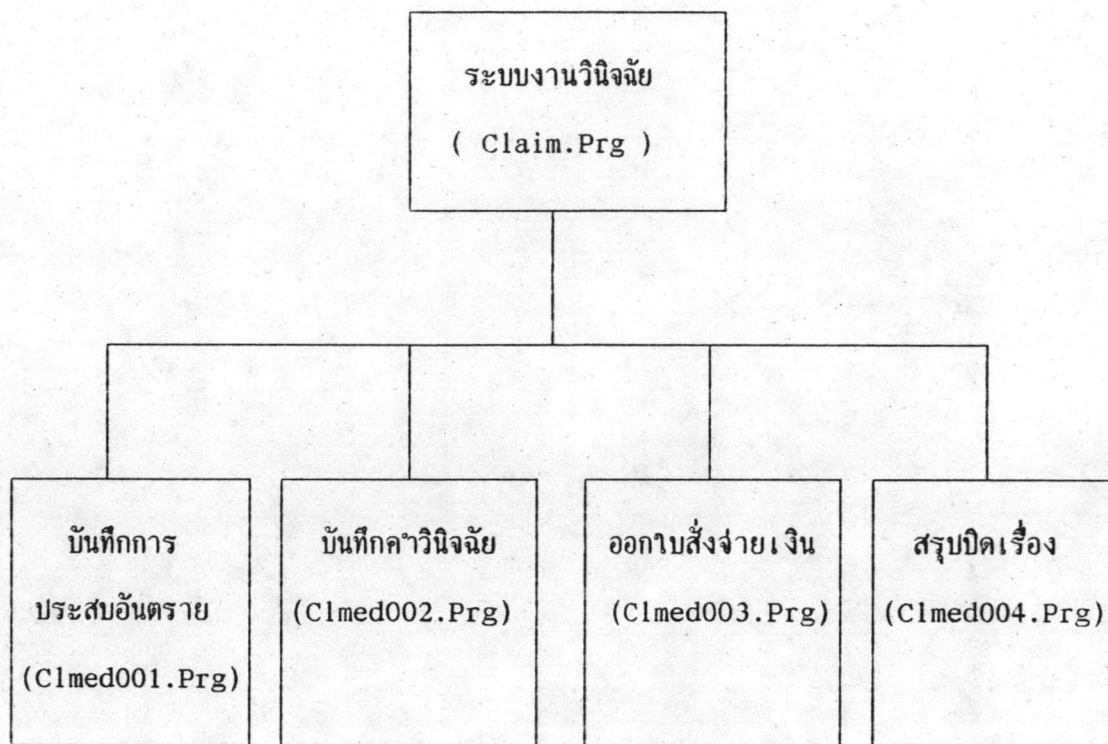 ระบบงานวินิจฉัย
( Claim.Prg )
บันทึกการ
ประสบอันตราย
(Clmed001.Prg)
บันทึกคำวินิจฉัย
(Clmed002.Prg)
ออกใบสั่งจ่ายเงิน
(Clmed003.Prg)
สรุปปิดเรื่อง
(Clmed004.Prg)